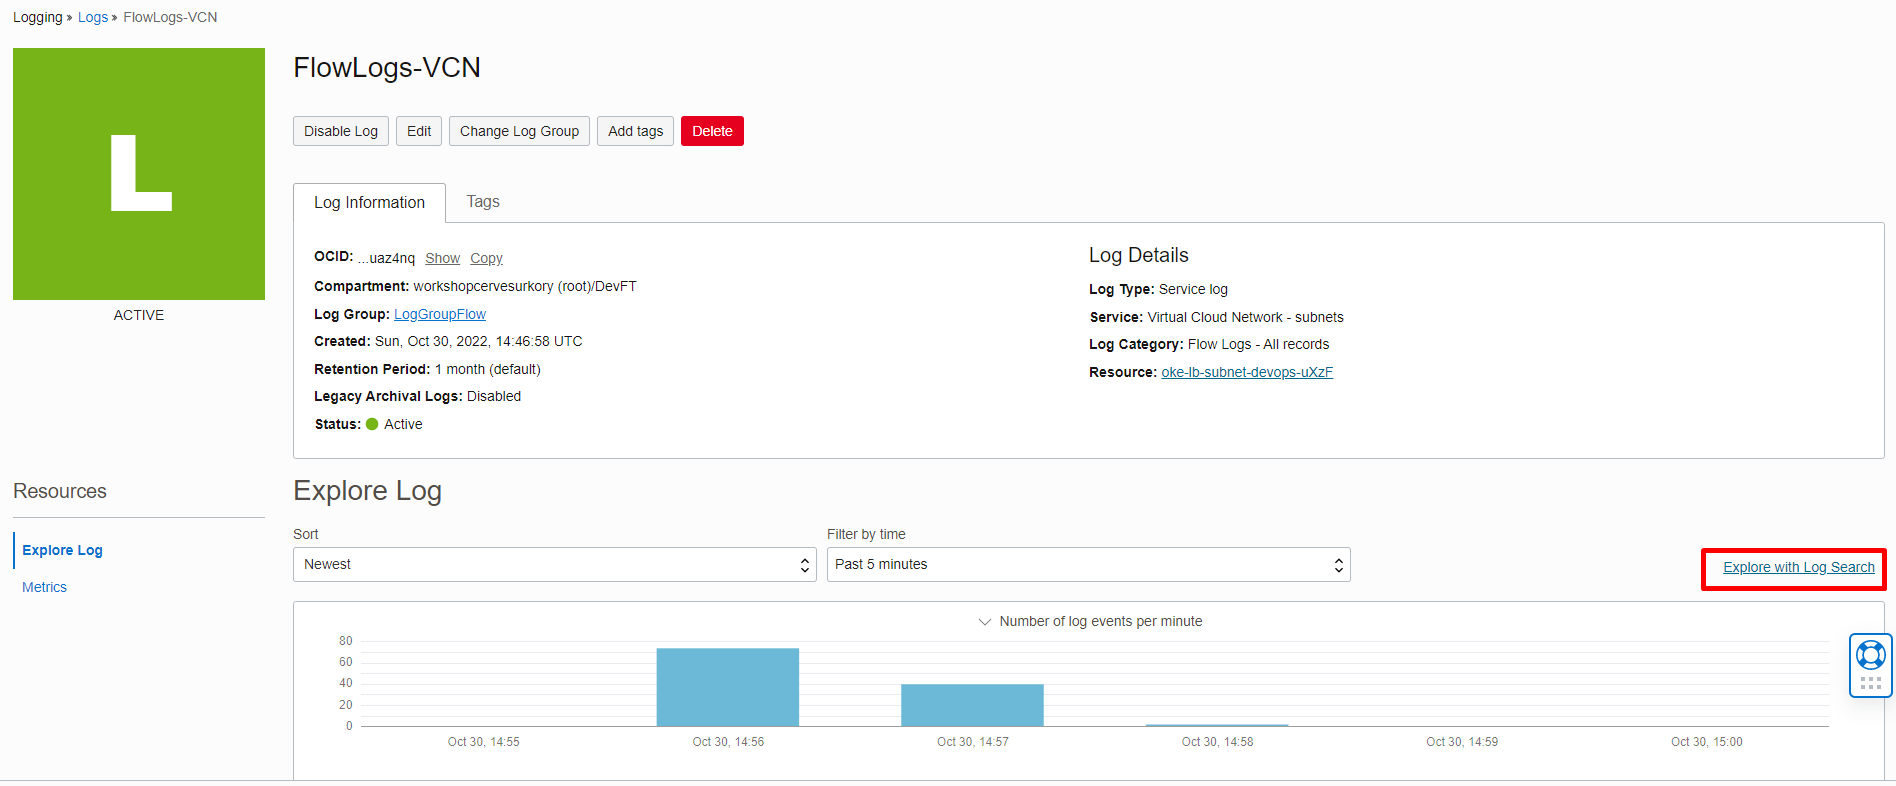 Logging » Logs » FlowLogs-VCN
L
ACTIVE
FlowLogs-VCN
Disable Log Edit Change Log Group Add tags Delete
Log Information Tags
OCID: ...uaz4nq Show Copy
Compartment: workshopcervesurkory (root)/DevFT
Log Group: LogGroupFlow
Created: Sun, Oct 30, 2022, 14:46:58 UTC
Retention Period: 1 month (default)
Legacy Archival Logs: Disabled
Status: Active
Log Details
Log Type: Service log
Service: Virtual Cloud Network - subnets
Log Category: Flow Logs - All records
Resource: oke-lb-subnet-devops-uXzF
Resources
Explore Log
Metrics
Explore Log
Sort
Newest
Filter by time
Past 5 minutes
Explore with Log Search
Number of log events per minute
80
60
40
20
0
Oct 30, 14:55 Oct 30, 14:56 Oct 30, 14:57 Oct 30, 14:58 Oct 30, 14:59 Oct 30, 15:00